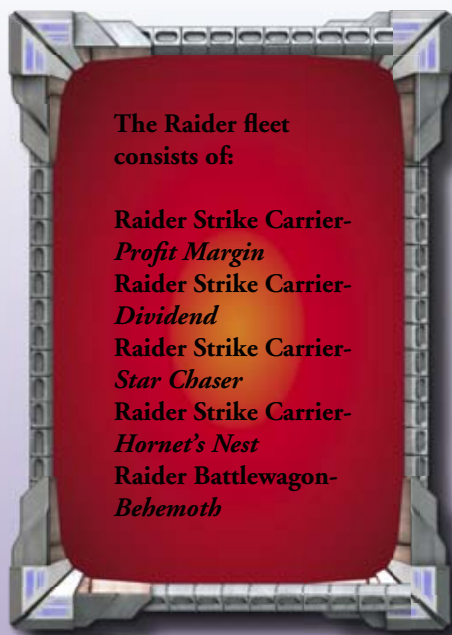 The Raider fleet
consists of:
Raider Strike Carrier-
Profit Margin
Raider Strike Carrier-
Dividend
Raider Strike Carrier-
Star Chaser
Raider Strike Carrier-
Hornet's Nest
Raider Battlewagon-
Behemoth